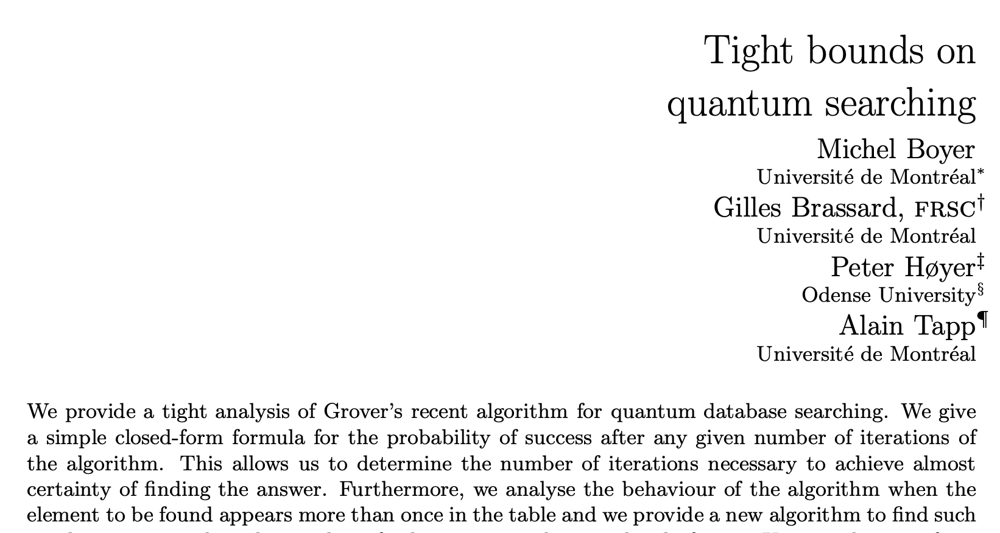 Tight bounds on
quantum searching
Michel Boyer
Université de Montréal*
Gilles Brassard, FRSC†
Université de Montréal
Peter Høyer‡
Odense University§
Alain Tapp¶
Université de Montréal
We provide a tight analysis of Grover's recent algorithm for quantum database searching. We give
a simple closed-form formula for the probability of success after any given number of iterations of
the algorithm. This allows us to determine the number of iterations necessary to achieve almost
certainty of finding the answer. Furthermore, we analyse the behaviour of the algorithm when the
element to be found appears more than once in the table and we provide a new algorithm to find such